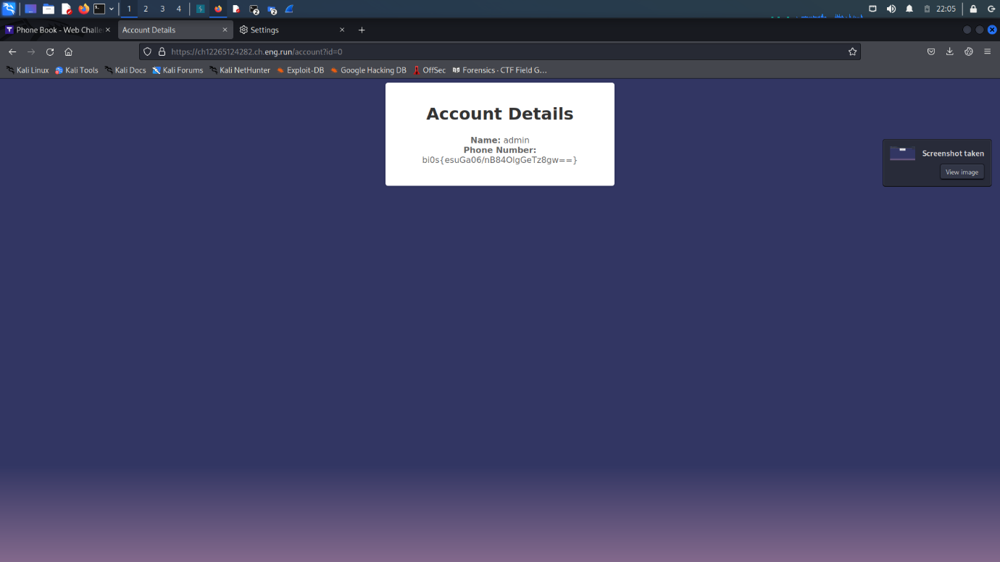 1 2 3 4 2 2 22:05
Phone Book - Web Challe
Account Details
Settings
https://ch12265124282.ch.eng.run/account?id=0
Kali Linux Kali Tools Kali Docs Kali Forums Kali NetHunter Exploit-DB Google Hacking DB OffSec Forensics · CTF Field G…
Account Details
Name: admin
Phone Number:
bi0s{esuGa06/nB84OlgGeTz8gw==}
Screenshot taken
View image